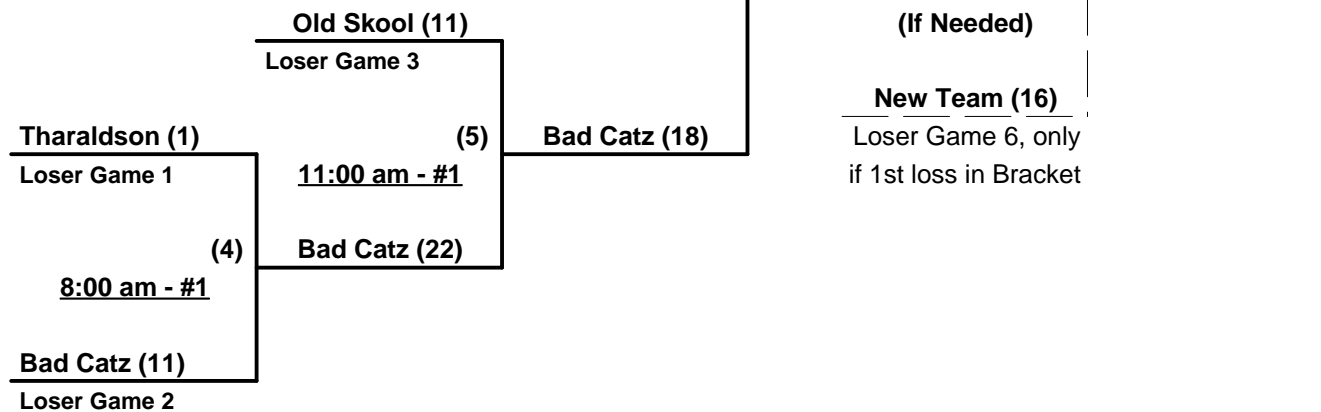 Old Skool (11)
(If Needed)
Loser Game 3
New Team (16)
Tharaldson (1)
(5)
Bad Catz (18)
Loser Game 6, only
Loser Game 1
11:00 am - #1
if 1st loss in Bracket
(4)
Bad Catz (22)
8:00 am - #1
Bad Catz (11)
Loser Game 2